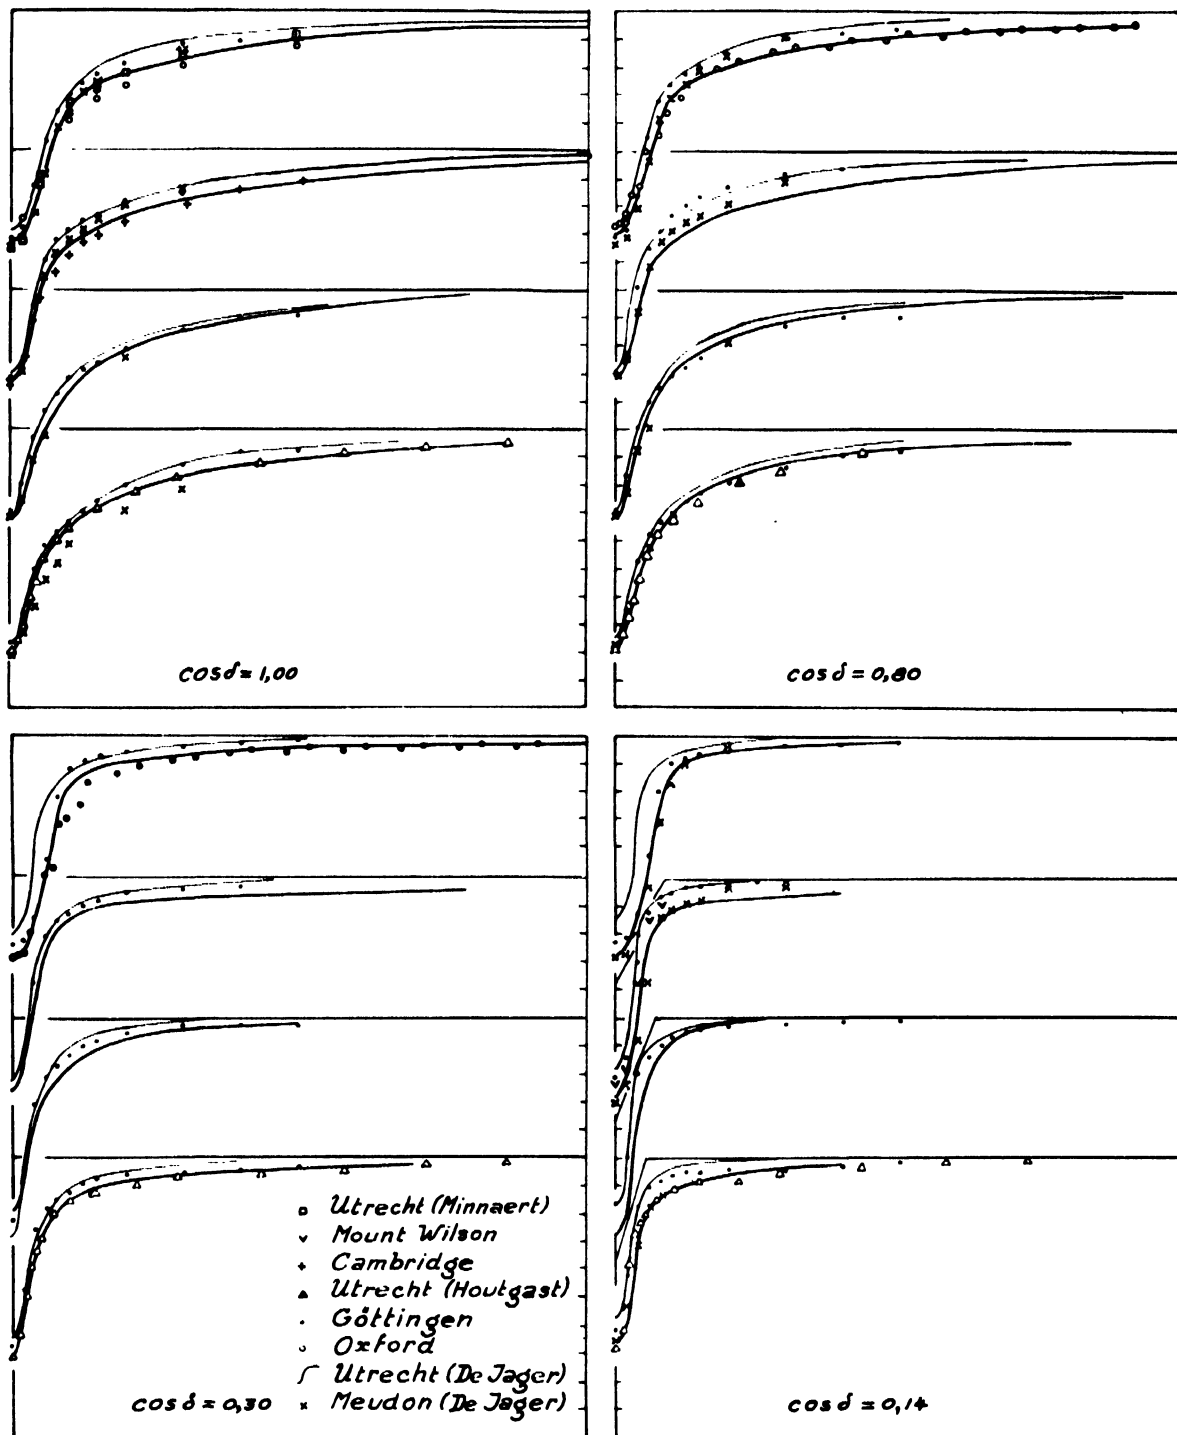 cos δ = 1,00
cos δ = 0,80
Utrecht (Minnaert)
Mount Wilson
Cambridge
Utrecht (Houtgast)
Göttingen
Oxford
Utrecht (De Jager)
Meudon (De Jager)
cos δ = 0,30
cos δ = 0,14